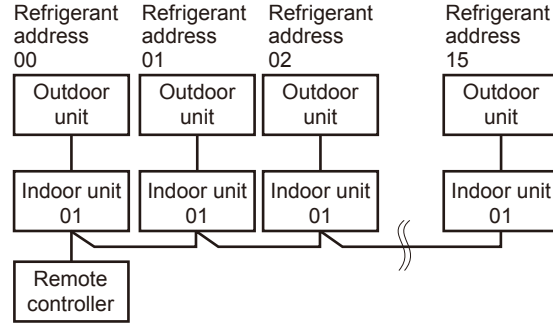 Refrigerant
address
00
Refrigerant
address
01
Refrigerant
address
02
Refrigerant
address
15
Outdoor
unit
Outdoor
unit
Outdoor
unit
Outdoor
unit
Indoor unit
01
Indoor unit
01
Indoor unit
01
Indoor unit
01
Remote
controller